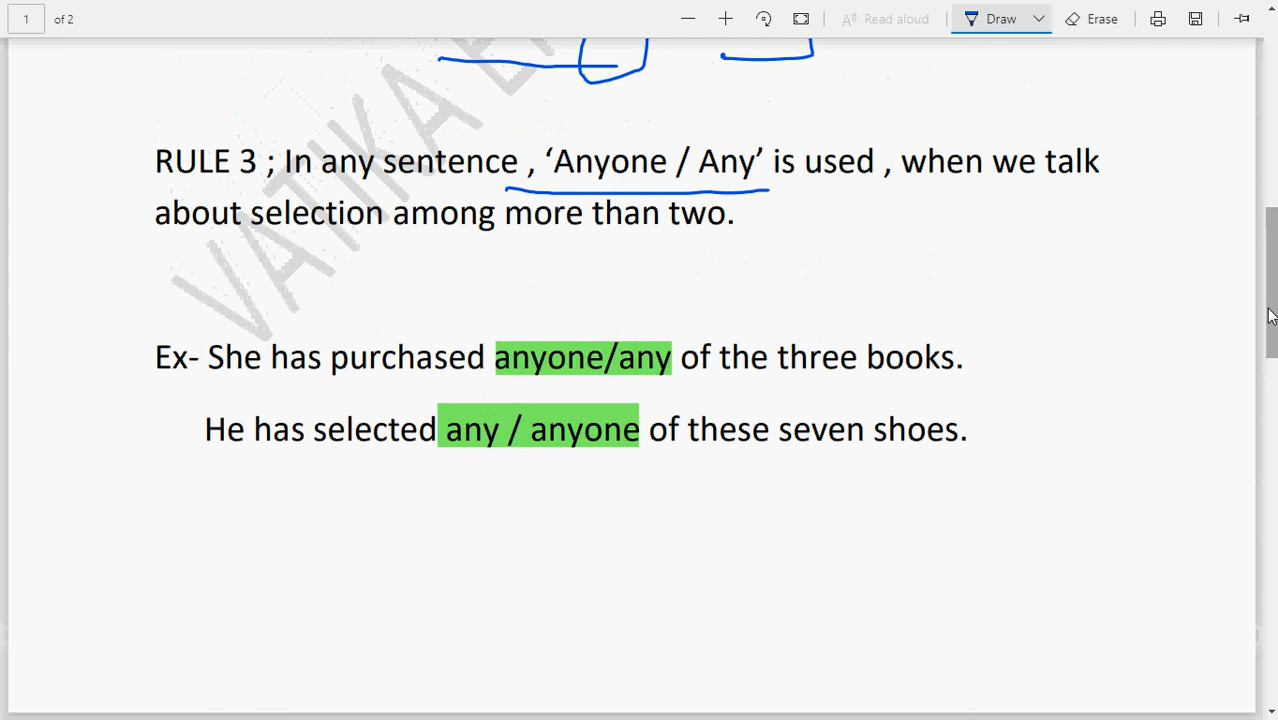 1 of 2 Read aloud Draw Erase
RULE 3 ; In any sentence , ‘Anyone / Any’ is used , when we talk
about selection among more than two.
VATIKA
Ex- She has purchased anyone/any of the three books.
He has selected any / anyone of these seven shoes.